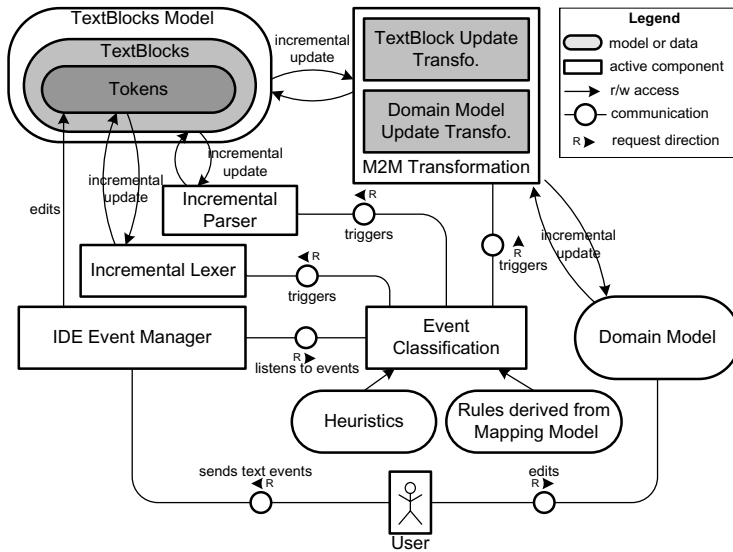 TextBlocks Model
TextBlocks
Tokens
incremental
update
TextBlock Update
Transfo.
Domain Model
Update Transfo.
M2M Transformation
Legend
model or data
active component
r/w access
communication
R
request direction
edits
incremental
update
incremental
update
Incremental
Parser
R
triggers
R
triggers
incremental
update
Incremental Lexer
R
triggers
IDE Event Manager
R
listens to events
Event
Classification
Domain Model
Heuristics
Rules derived from
Mapping Model
sends text events
R
edits
R
User